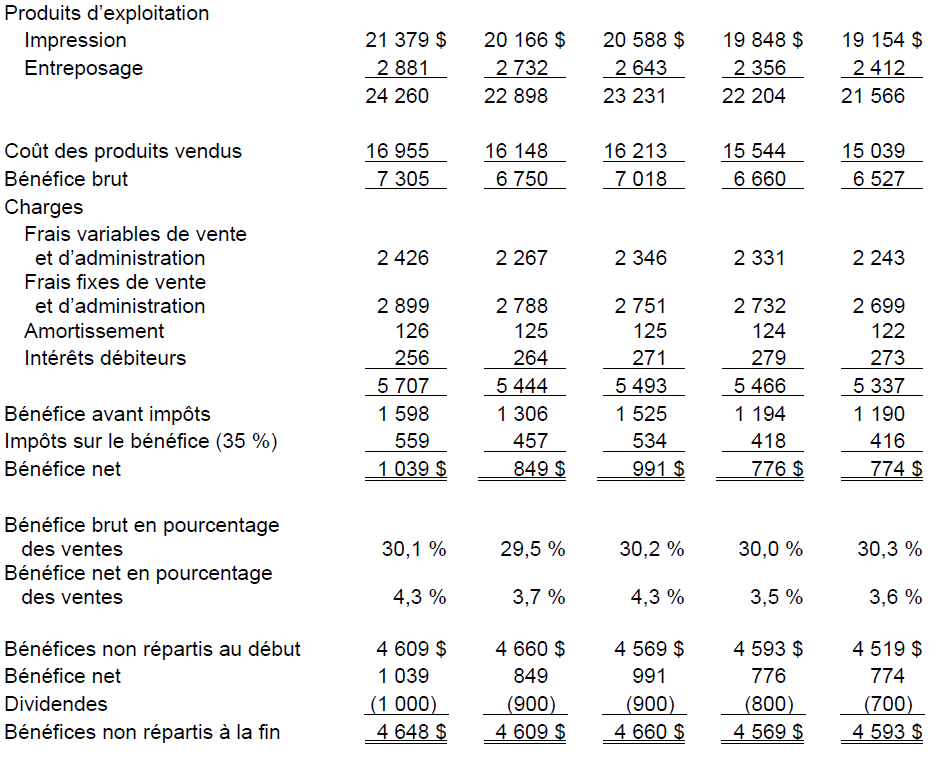 Produits d’exploitation
Impression 21 379 $ 20 166 $ 20 588 $ 19 848 $ 19 154 $
Entreposage 2 881 2 732 2 643 2 356 2 412
24 260 22 898 23 231 22 204 21 566
Coût des produits vendus 16 955 16 148 16 213 15 544 15 039
Bénéfice brut 7 305 6 750 7 018 6 660 6 527
Charges
Frais variables de vente
et d’administration 2 426 2 267 2 346 2 331 2 243
Frais fixes de vente
et d’administration 2 899 2 788 2 751 2 732 2 699
Amortissement 126 125 125 124 122
Intérêts débiteurs 256 264 271 279 273
5 707 5 444 5 493 5 466 5 337
Bénéfice avant impôts 1 598 1 306 1 525 1 194 1 190
Impôts sur le bénéfice (35 %) 559 457 534 418 416
Bénéfice net 1 039 $ 849 $ 991 $ 776 $ 774 $
Bénéfice brut en pourcentage
des ventes 30,1 % 29,5 % 30,2 % 30,0 % 30,3 %
Bénéfice net en pourcentage
des ventes 4,3 % 3,7 % 4,3 % 3,5 % 3,6 %
Bénéfices non répartis au début 4 609 $ 4 660 $ 4 569 $ 4 593 $ 4 519 $
Bénéfice net 1 039 849 991 776 774
Dividendes (1 000) (900) (900) (800) (700)
Bénéfices non répartis à la fin 4 648 $ 4 609 $ 4 660 $ 4 569 $ 4 593 $